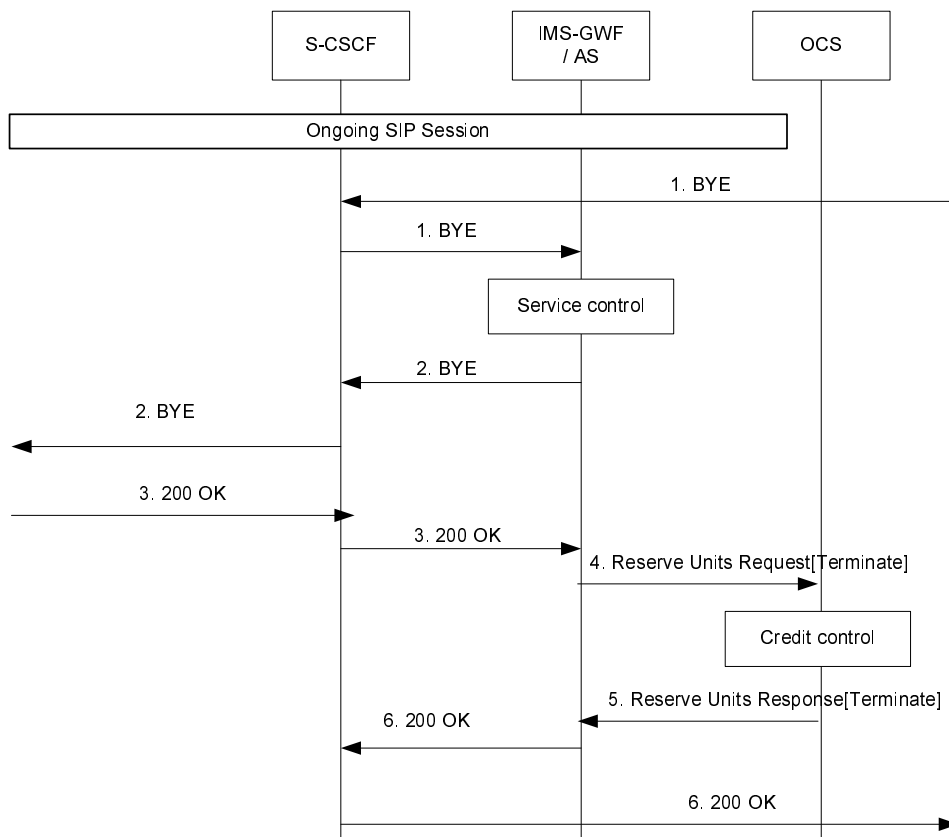 S-CSCF
IMS-GWF
/ AS
OCS
Ongoing SIP Session
1. BYE
1. BYE
Service control
2. BYE
2. BYE
3. 200 OK
3. 200 OK
4. Reserve Units Request[Terminate]
Credit control
5. Reserve Units Response[Terminate]
6. 200 OK
6. 200 OK